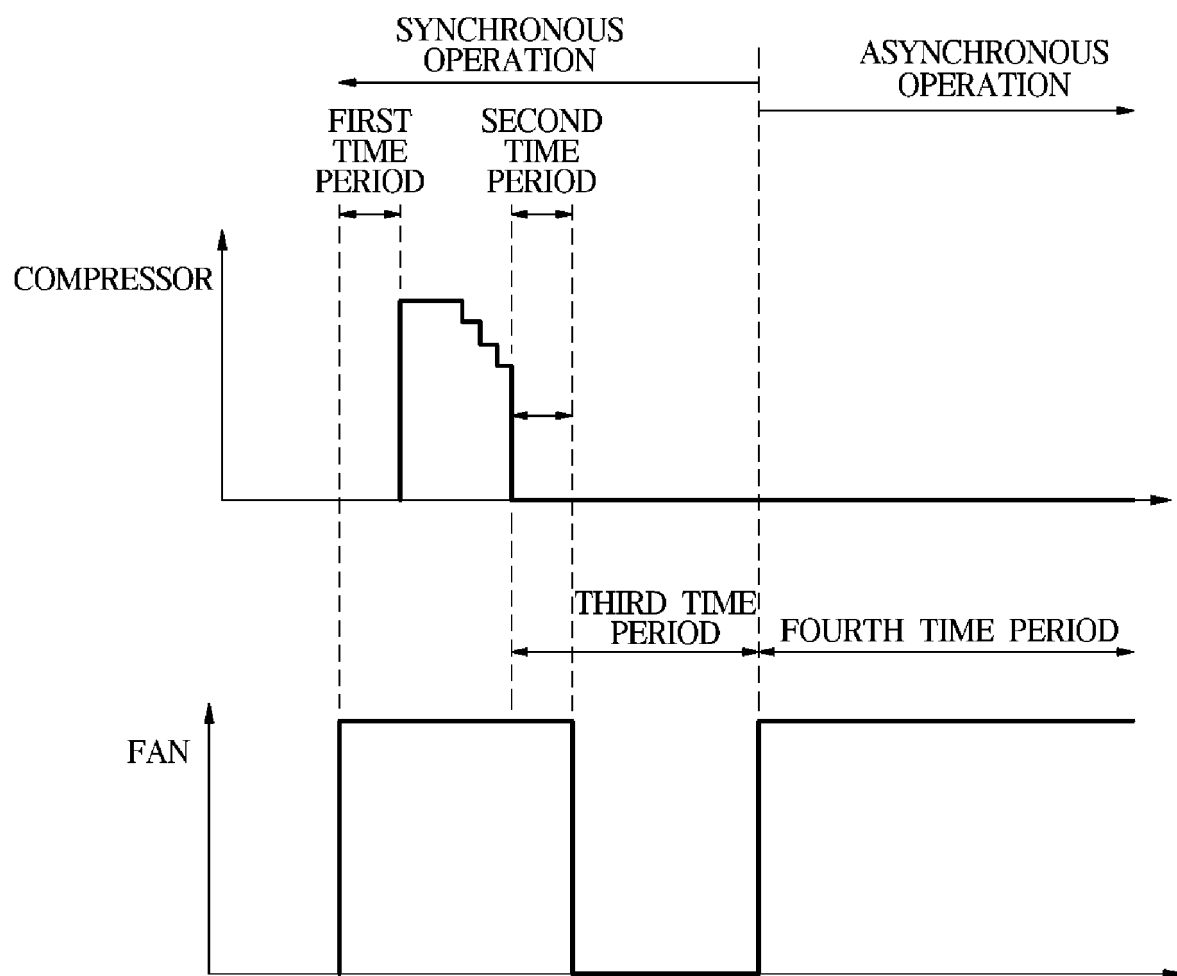 SYNCHRONOUS
OPERATION
ASYNCHRONOUS
OPERATION
FIRST
TIME
PERIOD
SECOND
TIME
PERIOD
COMPRESSOR
THIRD TIME
PERIOD
FOURTH TIME PERIOD
FAN